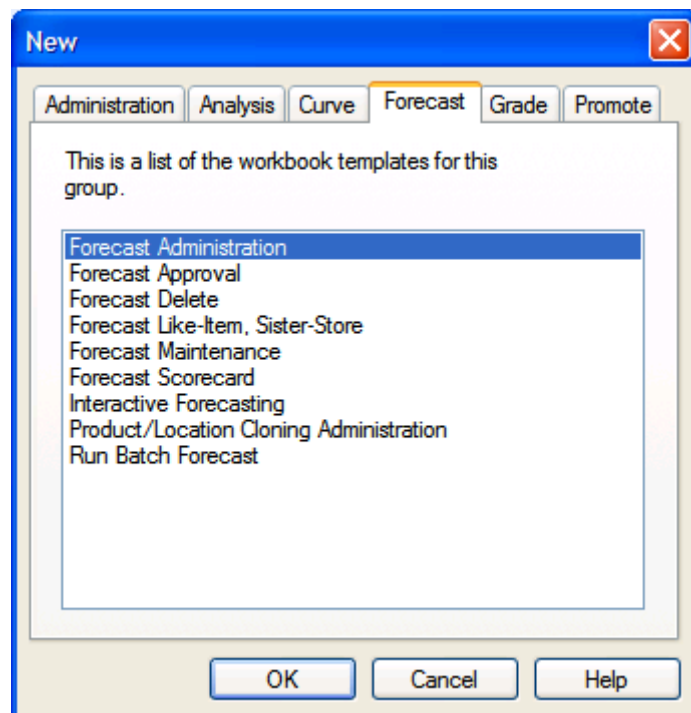 New
Administration Analysis Curve Forecast Grade Promote
This is a list of the workbook templates for this
group.
Forecast Administration
Forecast Approval
Forecast Delete
Forecast Like-Item, Sister-Store
Forecast Maintenance
Forecast Scorecard
Interactive Forecasting
Product/Location Cloning Administration
Run Batch Forecast
OK Cancel Help